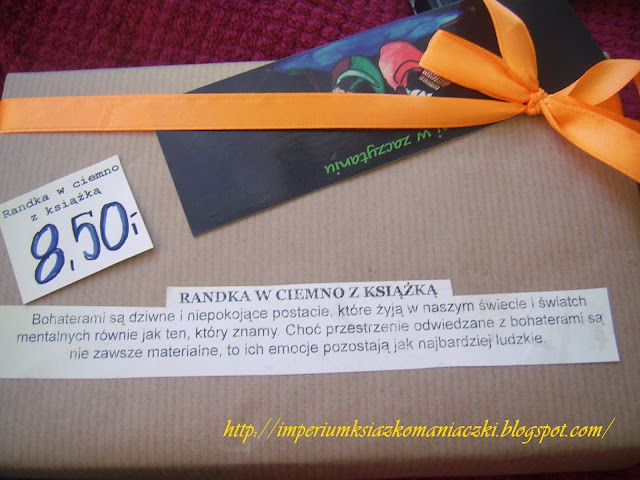 w zaczytaniu
Randka w ciemno
z książką
8,50,-
RANDKA W CIEMNO Z KSIĄŻKĄ
Bohaterami są dziwne i niepokojące postacie, które żyją w naszym świecie i światch
mentalnych równie jak ten, który znamy. Choć przestrzenie odwiedzane z bohaterami są
nie zawsze materialne, to ich emocje pozostają jak najbardziej ludzkie.
http://imperiumksiazkomaniaczki.blogspot.com/